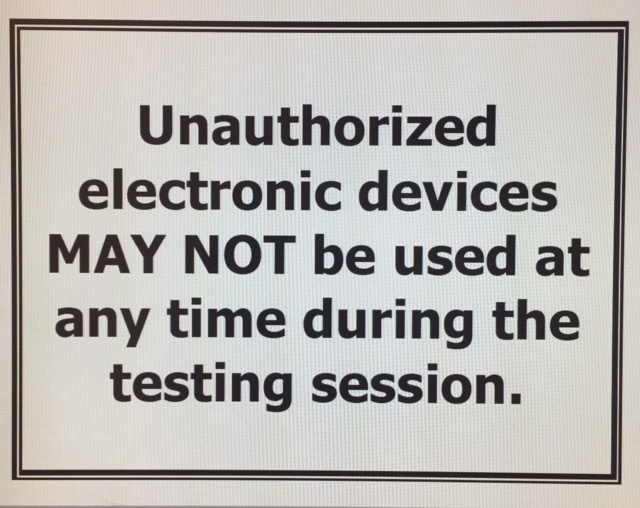 Unauthorized
electronic devices
MAY NOT be used at
any time during the
testing session.